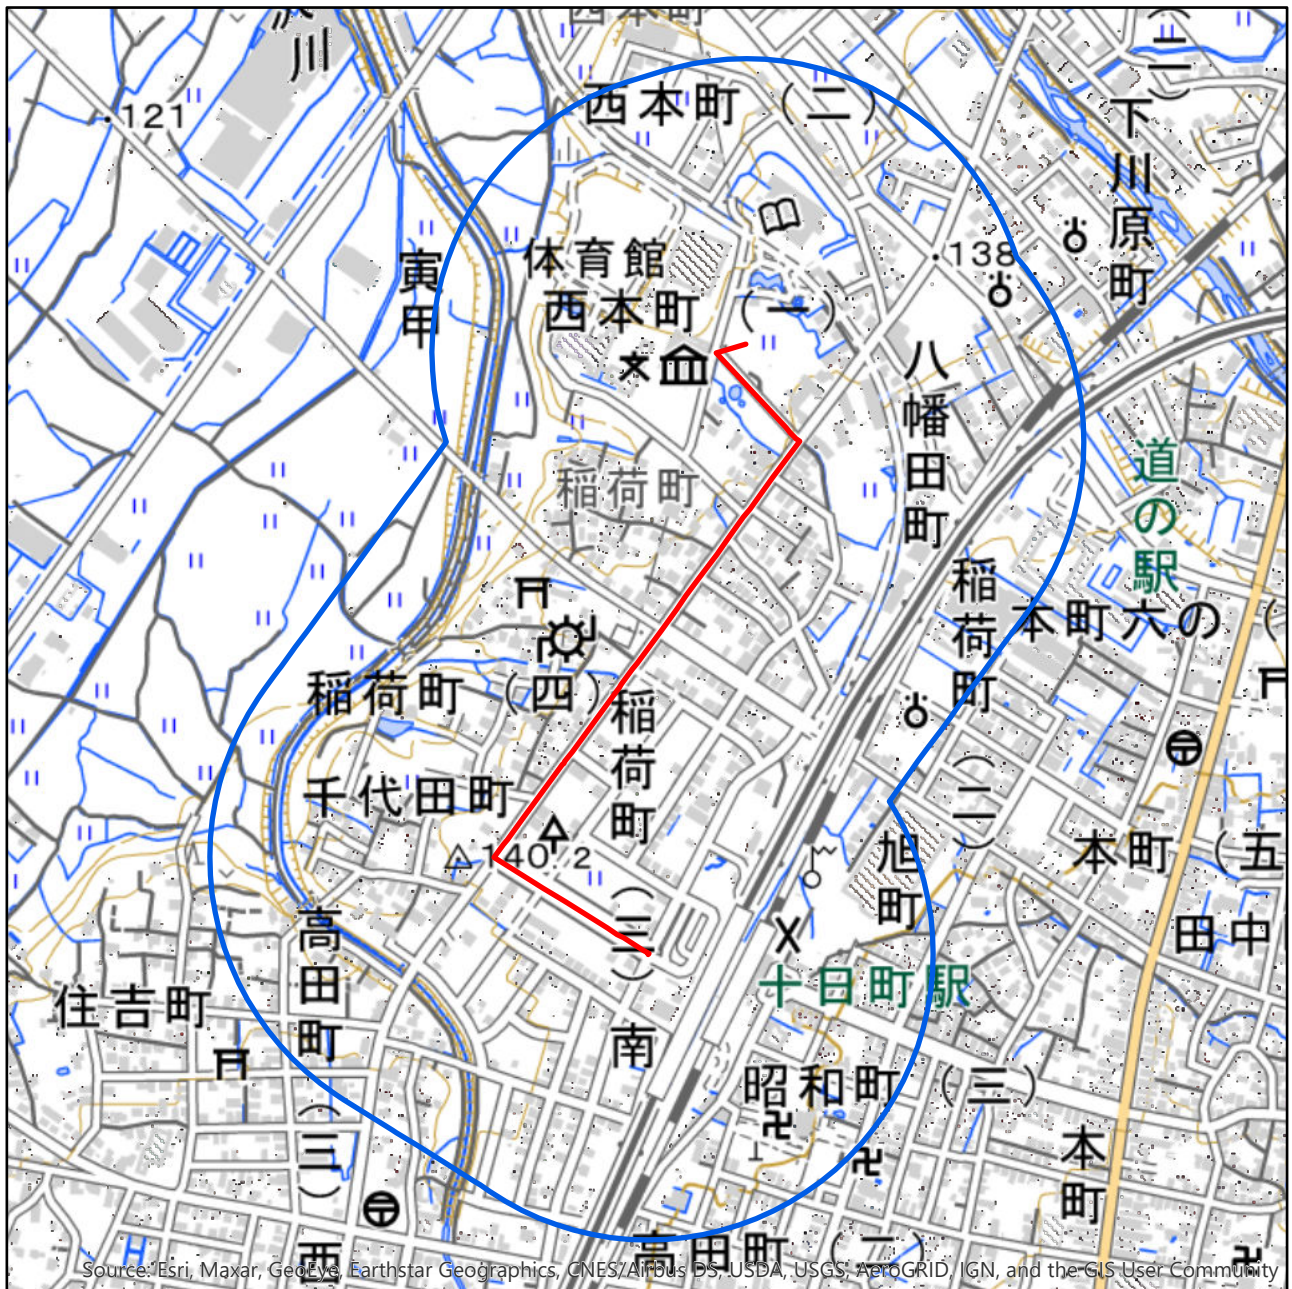 西本町
川
121
西本町(二)
(二)
下川原町
138
体育館
西本町(一)
寅甲
八幡田町
道の駅
稲荷町
稲荷町
本町六の(
稲荷町(四)
稲荷町
(二)
千代田町
140.2
旭町
本町(五
(三)
高田町
田中
十日町駅
住吉町
南
昭和町(三)
(三)
本町
西
高田町(二)
Source: Esri, Maxar, GeoEye, Earthstar Geographics, CNES/Airbus DS, USDA, USGS, AeroGRID, IGN, and the GIS User Community